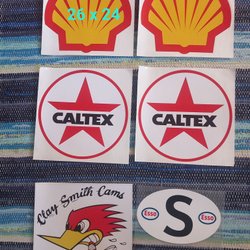 26 x 24
CALTEX
CALTEX
Clay Smith Cams
Esso S Esso